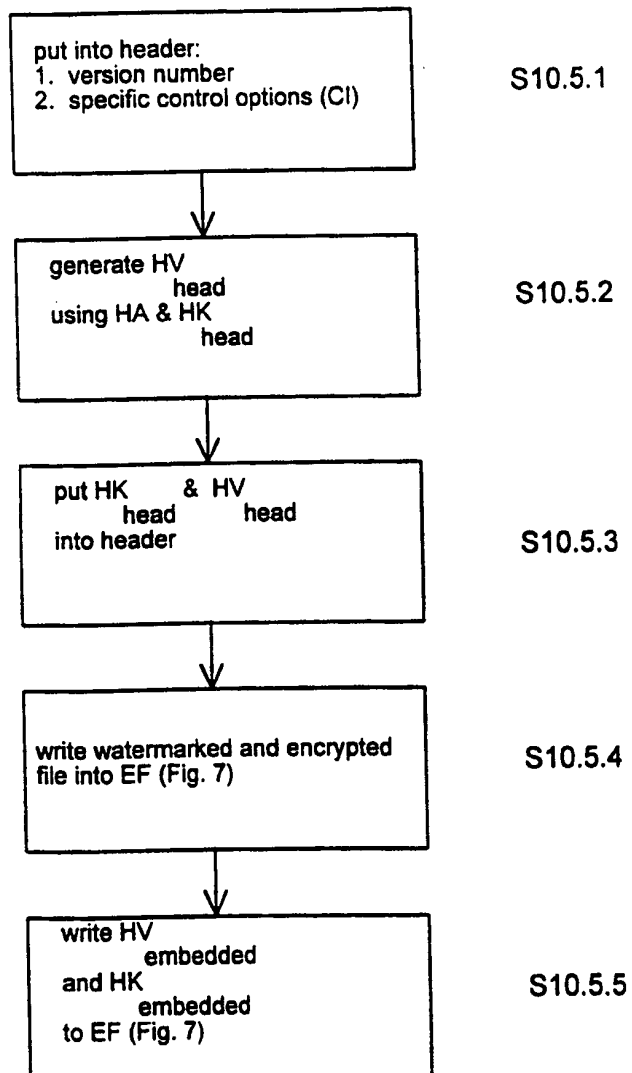 put into header:
1. version number
2. specific control options (CI)
S10.5.1
generate HV
head
using HA & HK
head
S10.5.2
put HK & HV
head head
into header
S10.5.3
write watermarked and encrypted
file into EF (Fig. 7)
S10.5.4
write HV
embedded
and HK
embedded
to EF (Fig. 7)
S10.5.5